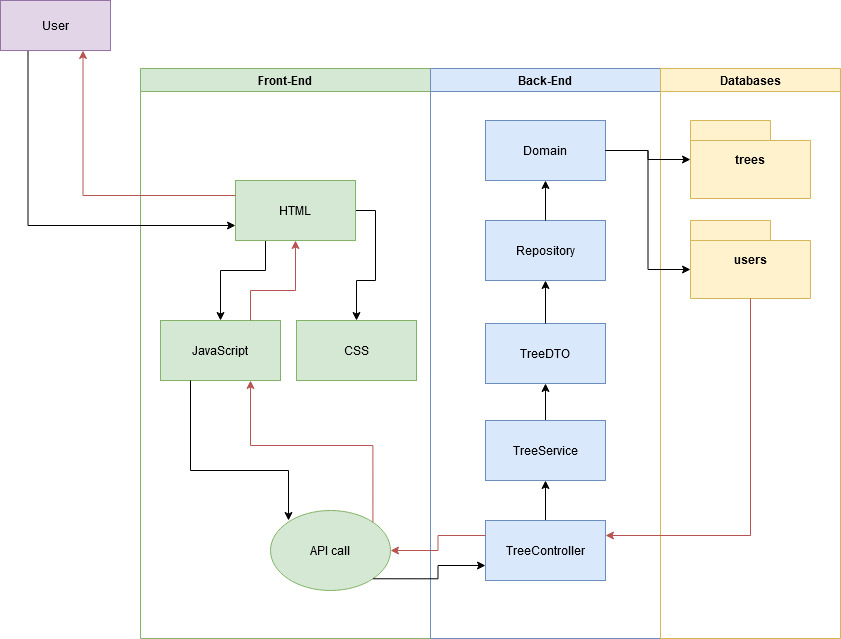 User
Front-End
Back-End
Databases
Domain
trees
HTML
Repository
users
JavaScript
CSS
TreeDTO
TreeService
API call
TreeController